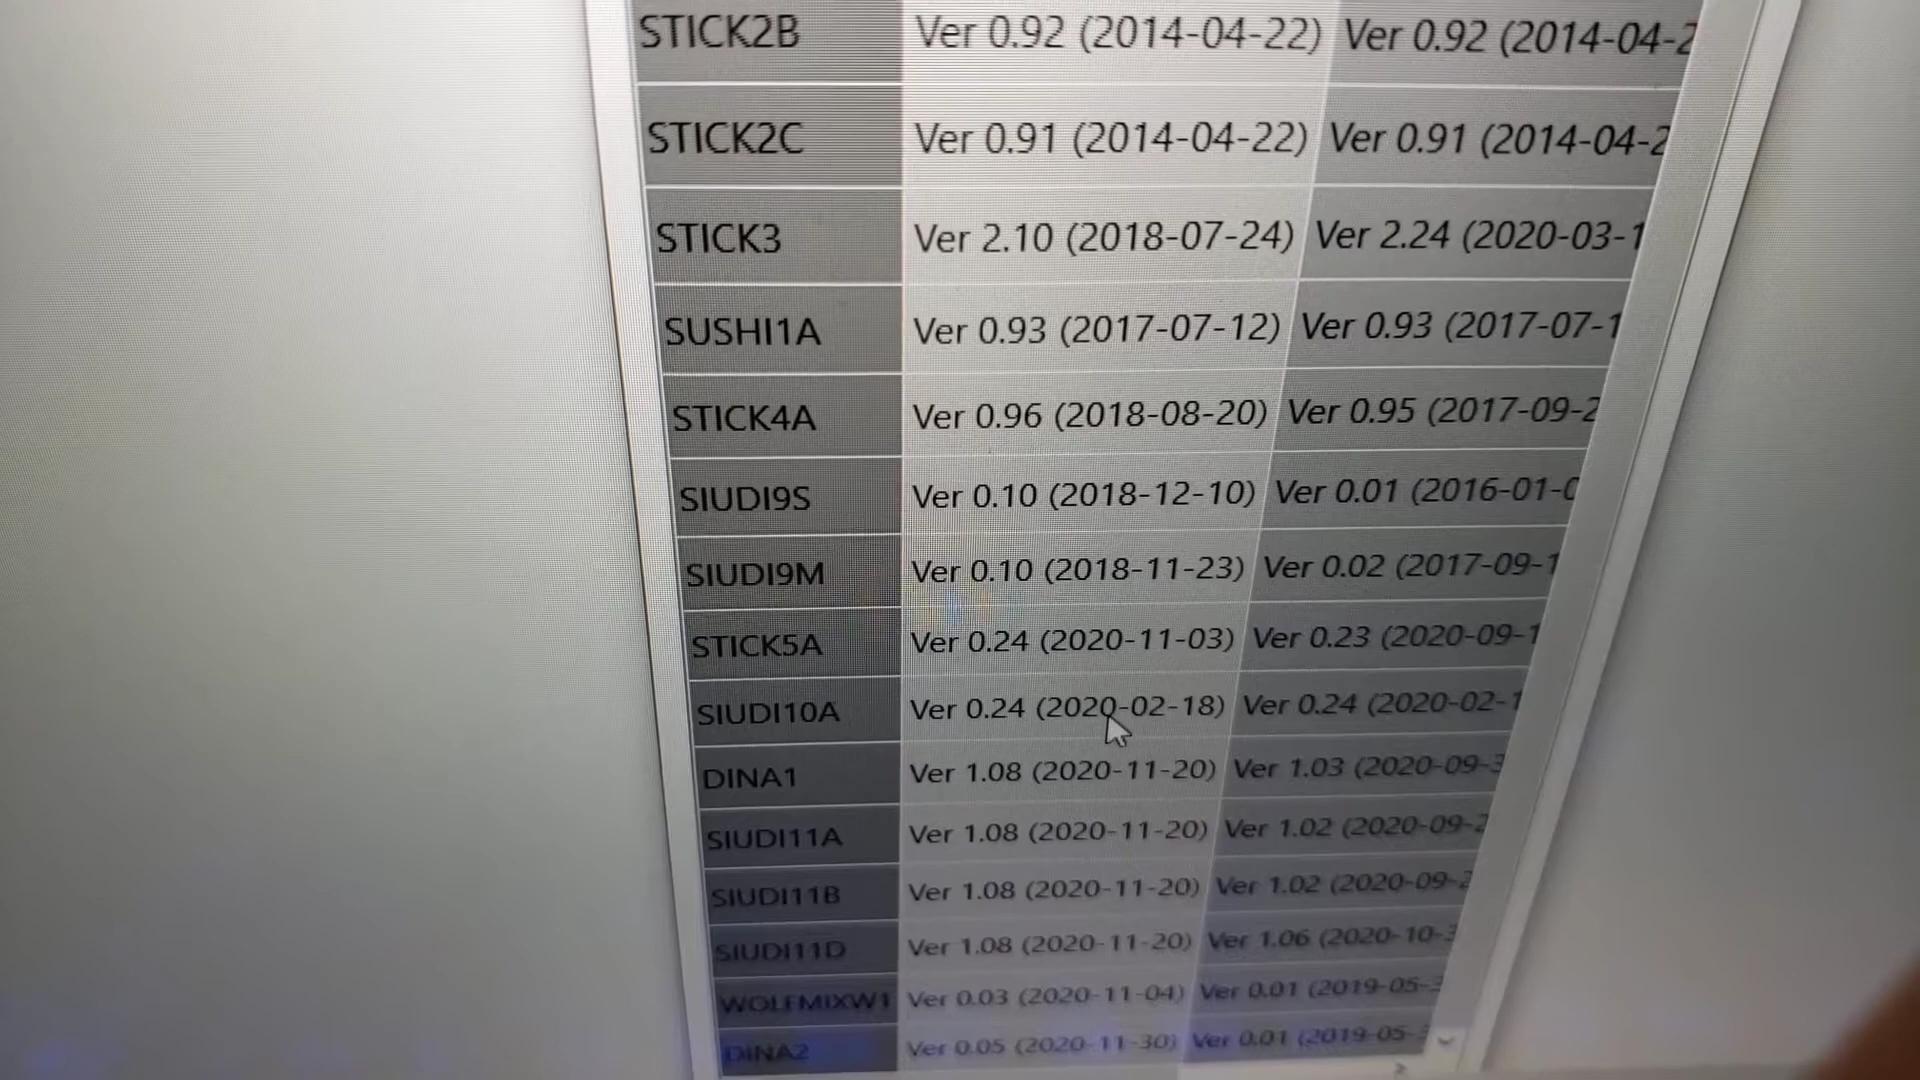 STICK2B Ver 0.92 (2014-04-22) Ver 0.92 (2014-04-2
STICK2C Ver 0.91 (2014-04-22) Ver 0.91 (2014-04-2
STICK3 Ver 2.10 (2018-07-24) Ver 2.24 (2020-03-1
SUSHI1A Ver 0.93 (2017-07-12) Ver 0.93 (2017-07-1
STICK4A Ver 0.96 (2018-08-20) Ver 0.95 (2017-09-2
SIUDI9S Ver 0.10 (2018-12-10) Ver 0.01 (2016-01-0
SIUDI9M Ver 0.10 (2018-11-23) Ver 0.02 (2017-09-1
STICK5A Ver 0.24 (2020-11-03) Ver 0.23 (2020-09-1
SIUDI10A Ver 0.24 (2020-02-18) Ver 0.24 (2020-02-1
DINA1 Ver 1.08 (2020-11-20) Ver 1.03 (2020-09-3
SIUDI11A Ver 1.08 (2020-11-20) Ver 1.02 (2020-09-2
SIUDI11B Ver 1.08 (2020-11-20) Ver 1.02 (2020-09-2
SIUDI11D Ver 1.08 (2020-11-20) Ver 1.06 (2020-10-3
WOLFMIXW1 Ver 0.03 (2020-11-04) Ver 0.01 (2019-05-3
DINA2 Ver 0.05 (2020-11-30) Ver 0.01 (2019-05-3